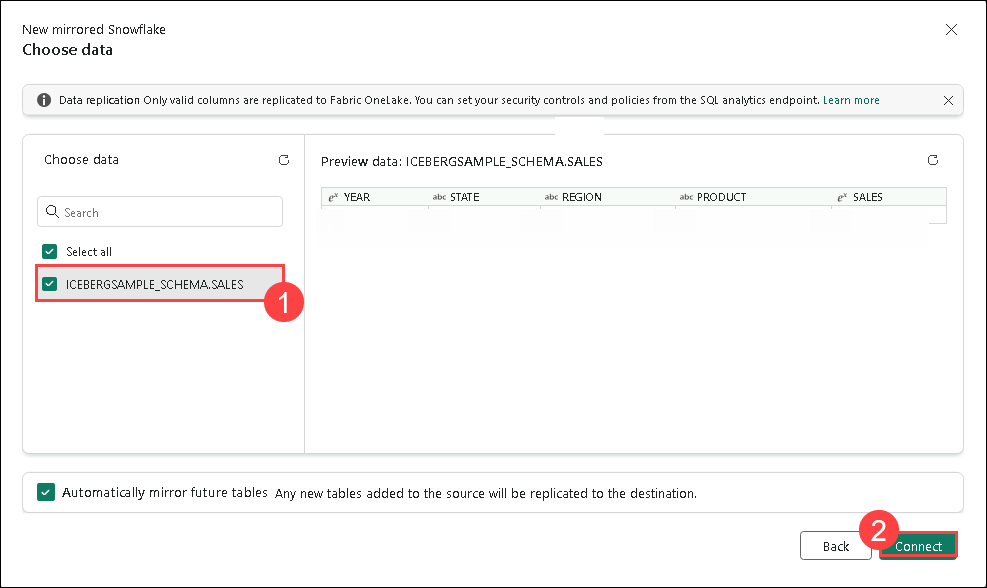 New mirrored Snowflake
Choose data
Data replication Only valid columns are replicated to Fabric OneLake. You can set your security controls and policies from the SQL analytics endpoint. Learn more
Choose data
Preview data: ICEBERGSAMPLE_SCHEMA.SALES
Search
eˣ YEAR abc STATE abc REGION abc PRODUCT eˣ SALES
Select all
ICEBERGSAMPLE_SCHEMA.SALES
1
Automatically mirror future tables Any new tables added to the source will be replicated to the destination.
2
Back Connect